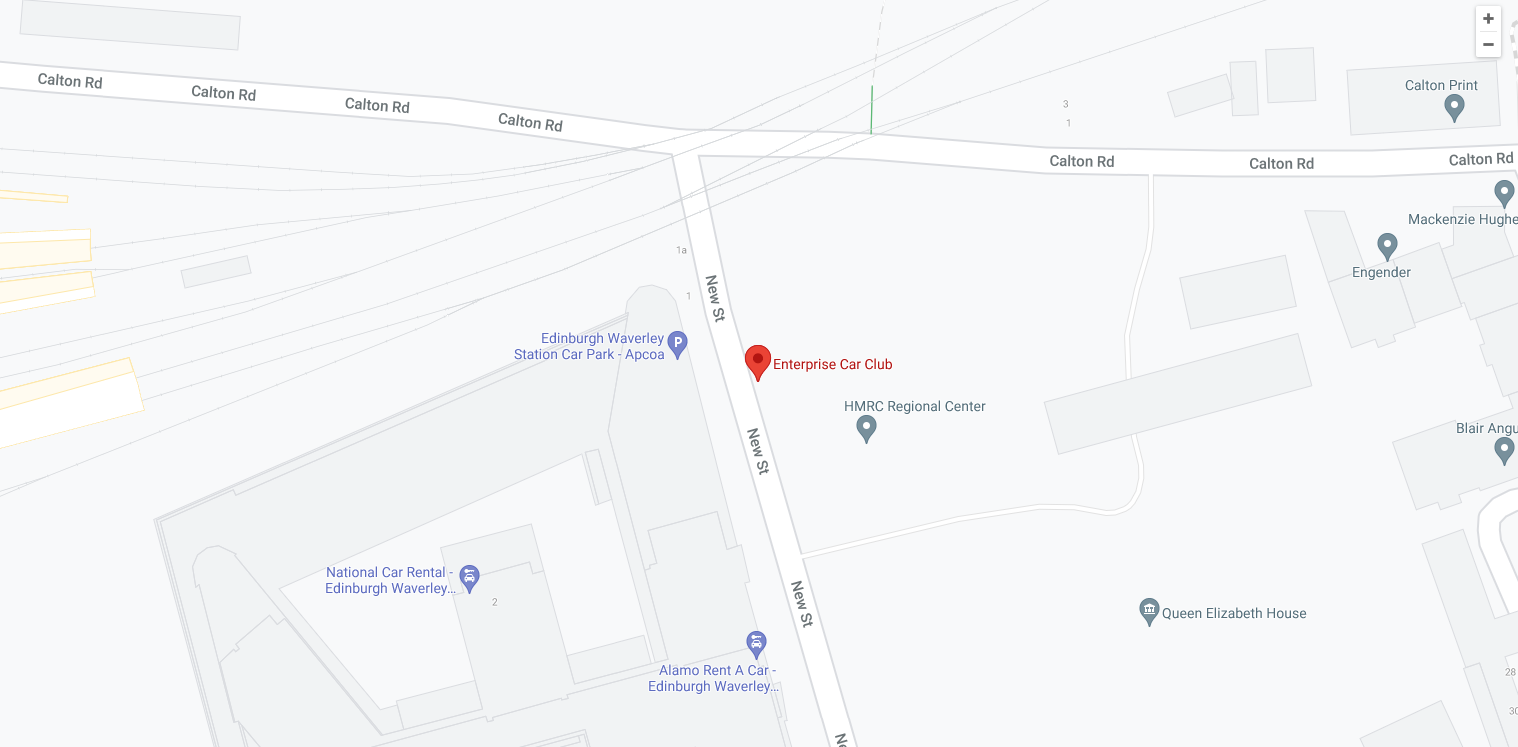 Calton Rd
Calton Rd
Calton Rd
Calton Rd
Calton Rd
Calton Rd
Calton Rd
Calton Print
3
1
Mackenzie Hughe
Engender
1a
1
New St
Edinburgh Waverley
Station Car Park - Apcoa
P
Enterprise Car Club
HMRC Regional Center
Blair Angu
New St
National Car Rental -
Edinburgh Waverley...
2
New St
Queen Elizabeth House
Alamo Rent A Car -
Edinburgh Waverley...
28
30
Ne
+
−